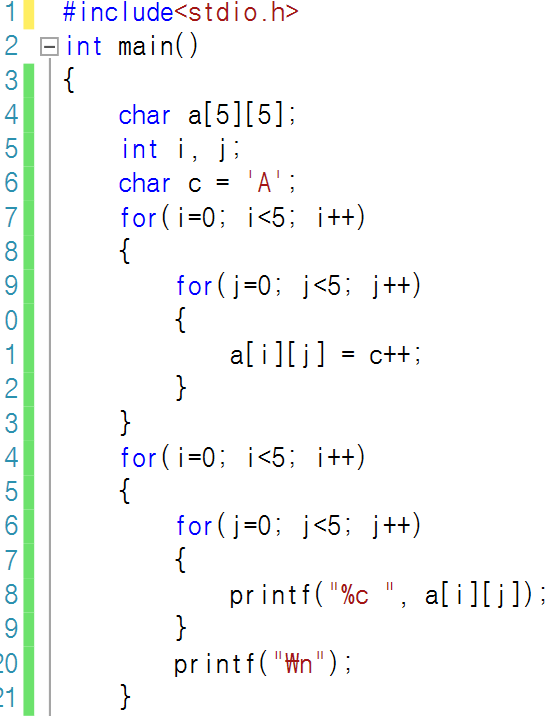 1 #include<stdio.h>
2 int main()
3 {
4 char a[5][5];
5 int i, j;
6 char c = 'A';
7 for(i=0; i<5; i++)
8 {
9 for(j=0; j<5; j++)
0 {
1 a[i][j] = c++;
2 }
3 }
4 for(i=0; i<5; i++)
5 {
6 for(j=0; j<5; j++)
7 {
8 printf("%c ", a[i][j]);
9 }
20 printf("₩n");
21 }